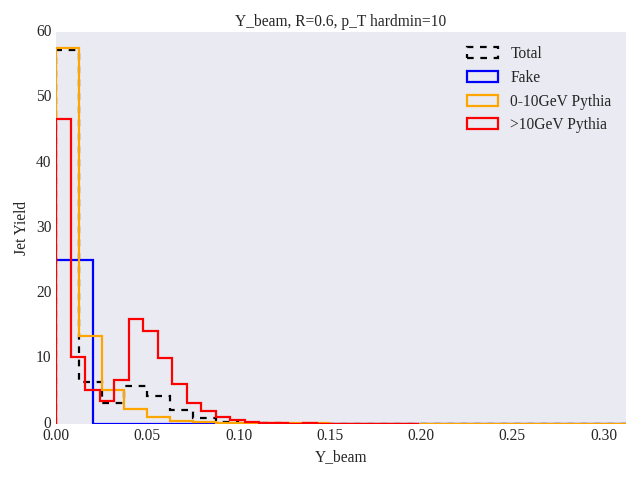 Y_beam, R=0.6, p_T hardmin=10
60
50
40
30
20
10
0
Jet Yield
Total
Fake
0-10GeV Pythia
>10GeV Pythia
0.00 0.05 0.10 0.15 0.20 0.25 0.30
Y_beam